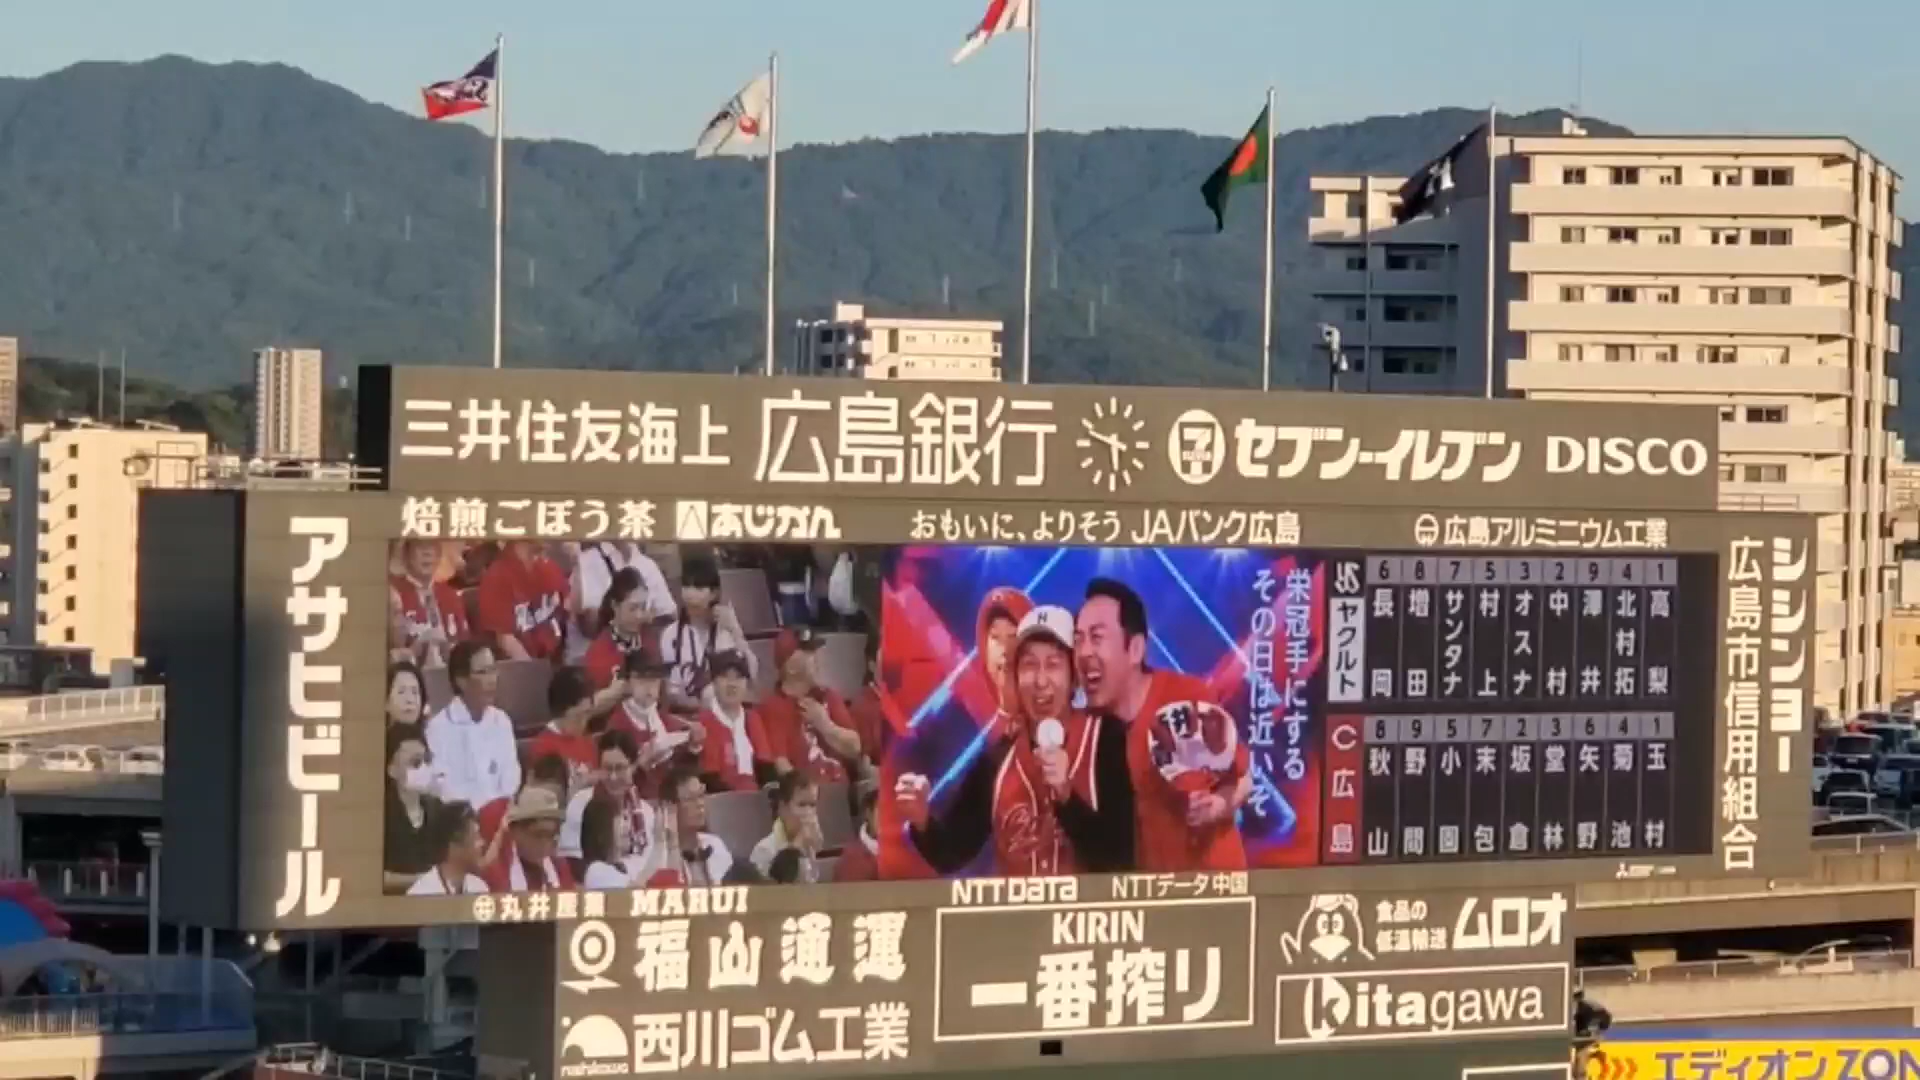 三井住友海上 広島銀行 7 セブン-イレブン DISCO
焙煎ごぼう茶 あじかん おもいに、よりそう JAバンク広島 広島アルミニウム工業
アサヒビール
栄冠手にする
その日は近いぞ
YS ヤクルト
6 8 7 5 3 2 9 4 1
長岡 増田 サンタナ 村上 オスナ 中村 澤井 北村拓 高梨
C 広島
8 9 5 7 2 3 6 4 1
秋山 野間 小園 末包 坂倉 堂林 矢野 菊池 玉村
シシンヨー
広島市信用組合
丸井産業 MARUI NTT DATA NTTデータ中国
福山通運
西川ゴム工業
nishikawa
KIRIN
一番搾り
食品の
低温輸送 ムロオ
Kitagawa
エディオン ZON